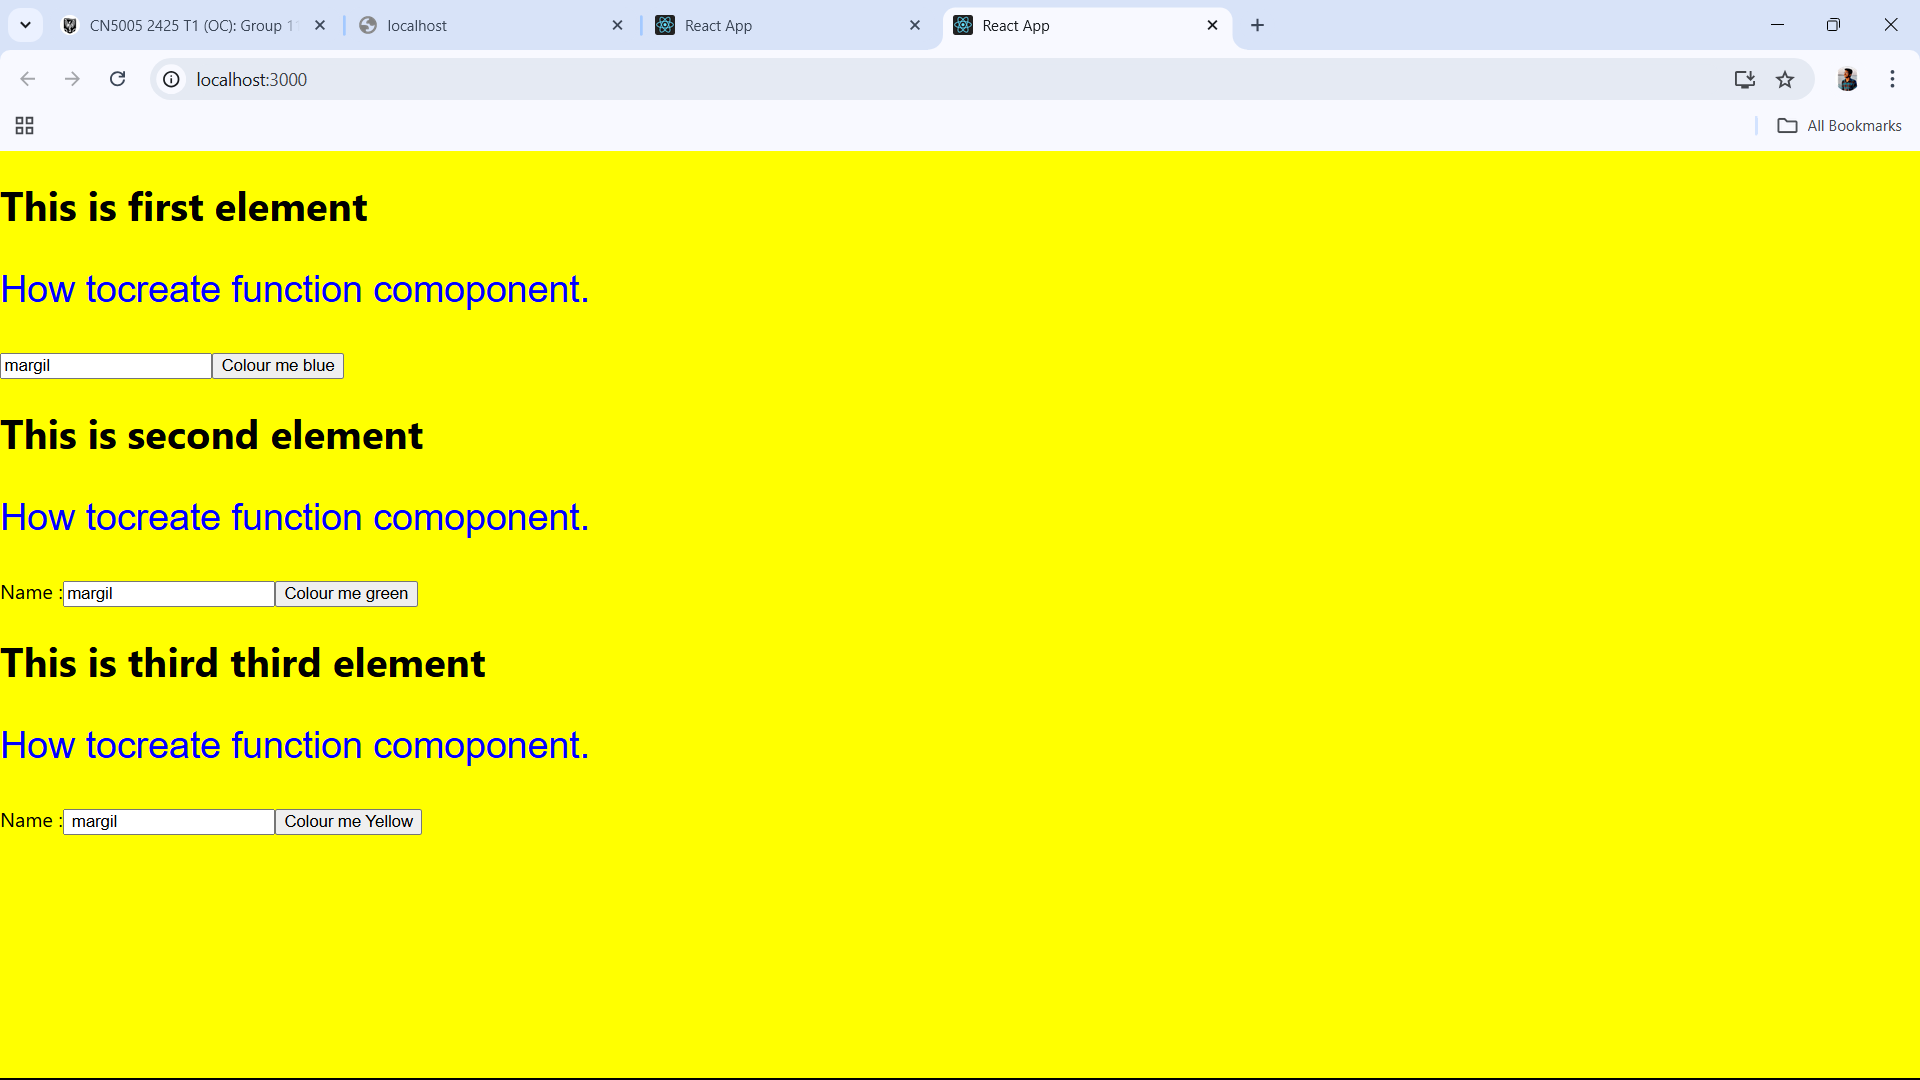 CN5005 2425 T1 (OC): Group 11
localhost
React App
React App
localhost:3000
All Bookmarks
This is first element
How tocreate function comoponent.
margil Colour me blue
This is second element
How tocreate function comoponent.
Name : margil Colour me green
This is third third element
How tocreate function comoponent.
Name : margil Colour me Yellow